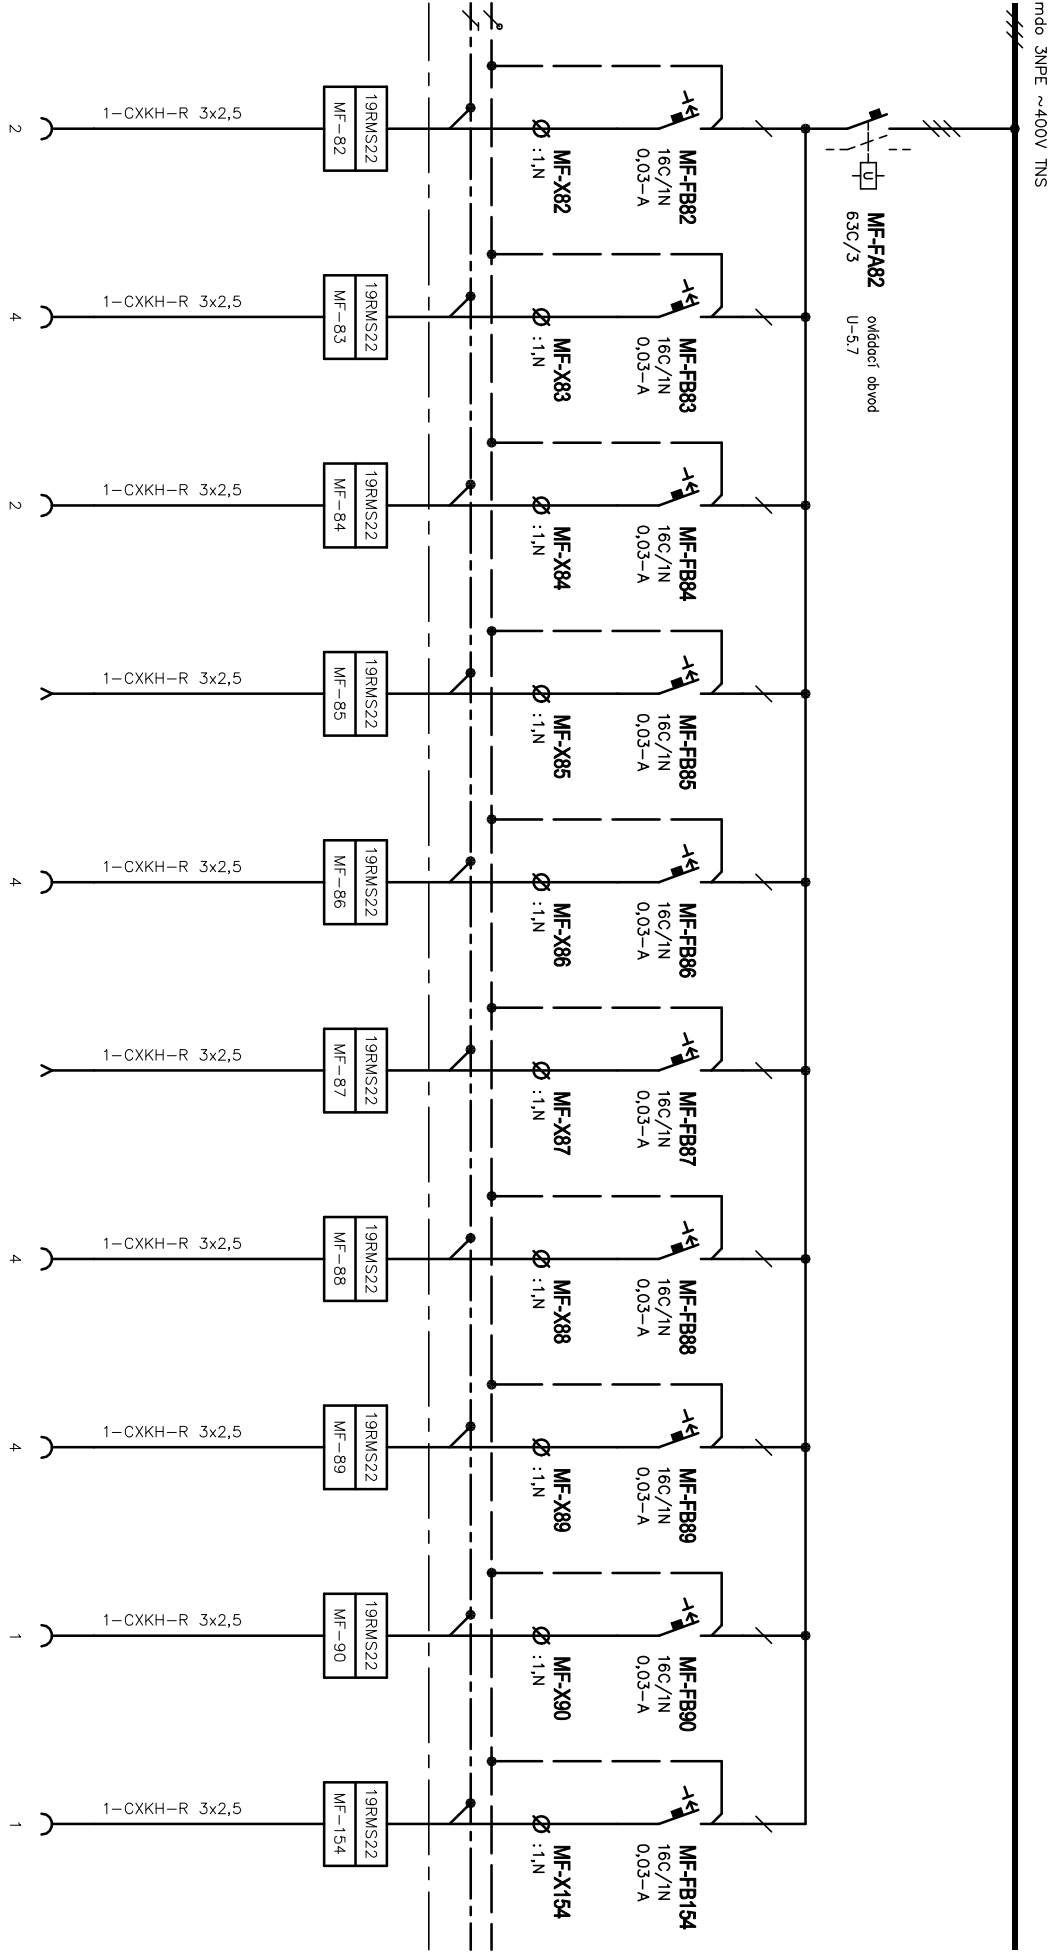 mdo 3NPE ~400V TNS
MF-FA82
63C/3
ovládací obvod
U-5.7
U
MF-FB82
16C/1N
0,03-A
MF-X82
:1,N
19RMS22
MF-82
1-CXKH-R 3x2,5
2
MF-FB83
16C/1N
0,03-A
MF-X83
:1,N
19RMS22
MF-83
1-CXKH-R 3x2,5
4
MF-FB84
16C/1N
0,03-A
MF-X84
:1,N
19RMS22
MF-84
1-CXKH-R 3x2,5
2
MF-FB85
16C/1N
0,03-A
MF-X85
:1,N
19RMS22
MF-85
1-CXKH-R 3x2,5
MF-FB86
16C/1N
0,03-A
MF-X86
:1,N
19RMS22
MF-86
1-CXKH-R 3x2,5
4
MF-FB87
16C/1N
0,03-A
MF-X87
:1,N
19RMS22
MF-87
1-CXKH-R 3x2,5
MF-FB88
16C/1N
0,03-A
MF-X88
:1,N
19RMS22
MF-88
1-CXKH-R 3x2,5
4
MF-FB89
16C/1N
0,03-A
MF-X89
:1,N
19RMS22
MF-89
1-CXKH-R 3x2,5
4
MF-FB90
16C/1N
0,03-A
MF-X90
:1,N
19RMS22
MF-90
1-CXKH-R 3x2,5
1
MF-FB154
16C/1N
0,03-A
MF-X154
:1,N
19RMS22
MF-154
1-CXKH-R 3x2,5
1